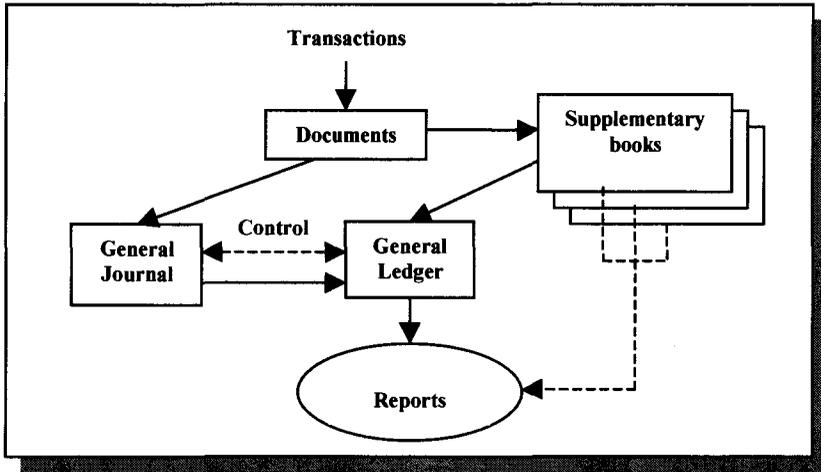 Transactions
Documents
Supplementary
books
General
Journal
Control
General
Ledger
Reports